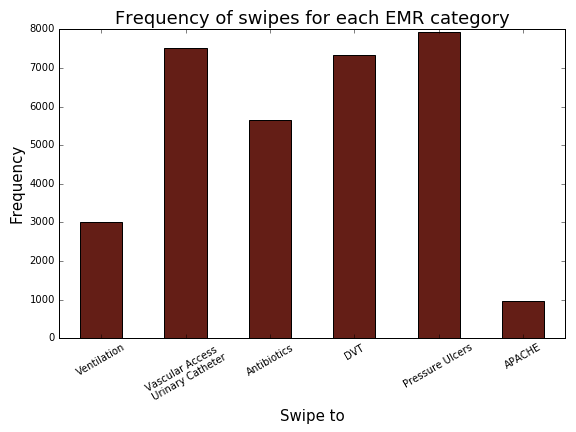 Frequency of swipes for each EMR category
Frequency
8000
7000
6000
5000
4000
3000
2000
1000
0
Ventilation
Vascular Access
Urinary Catheter
Antibiotics
DVT
Pressure Ulcers
APACHE
Swipe to